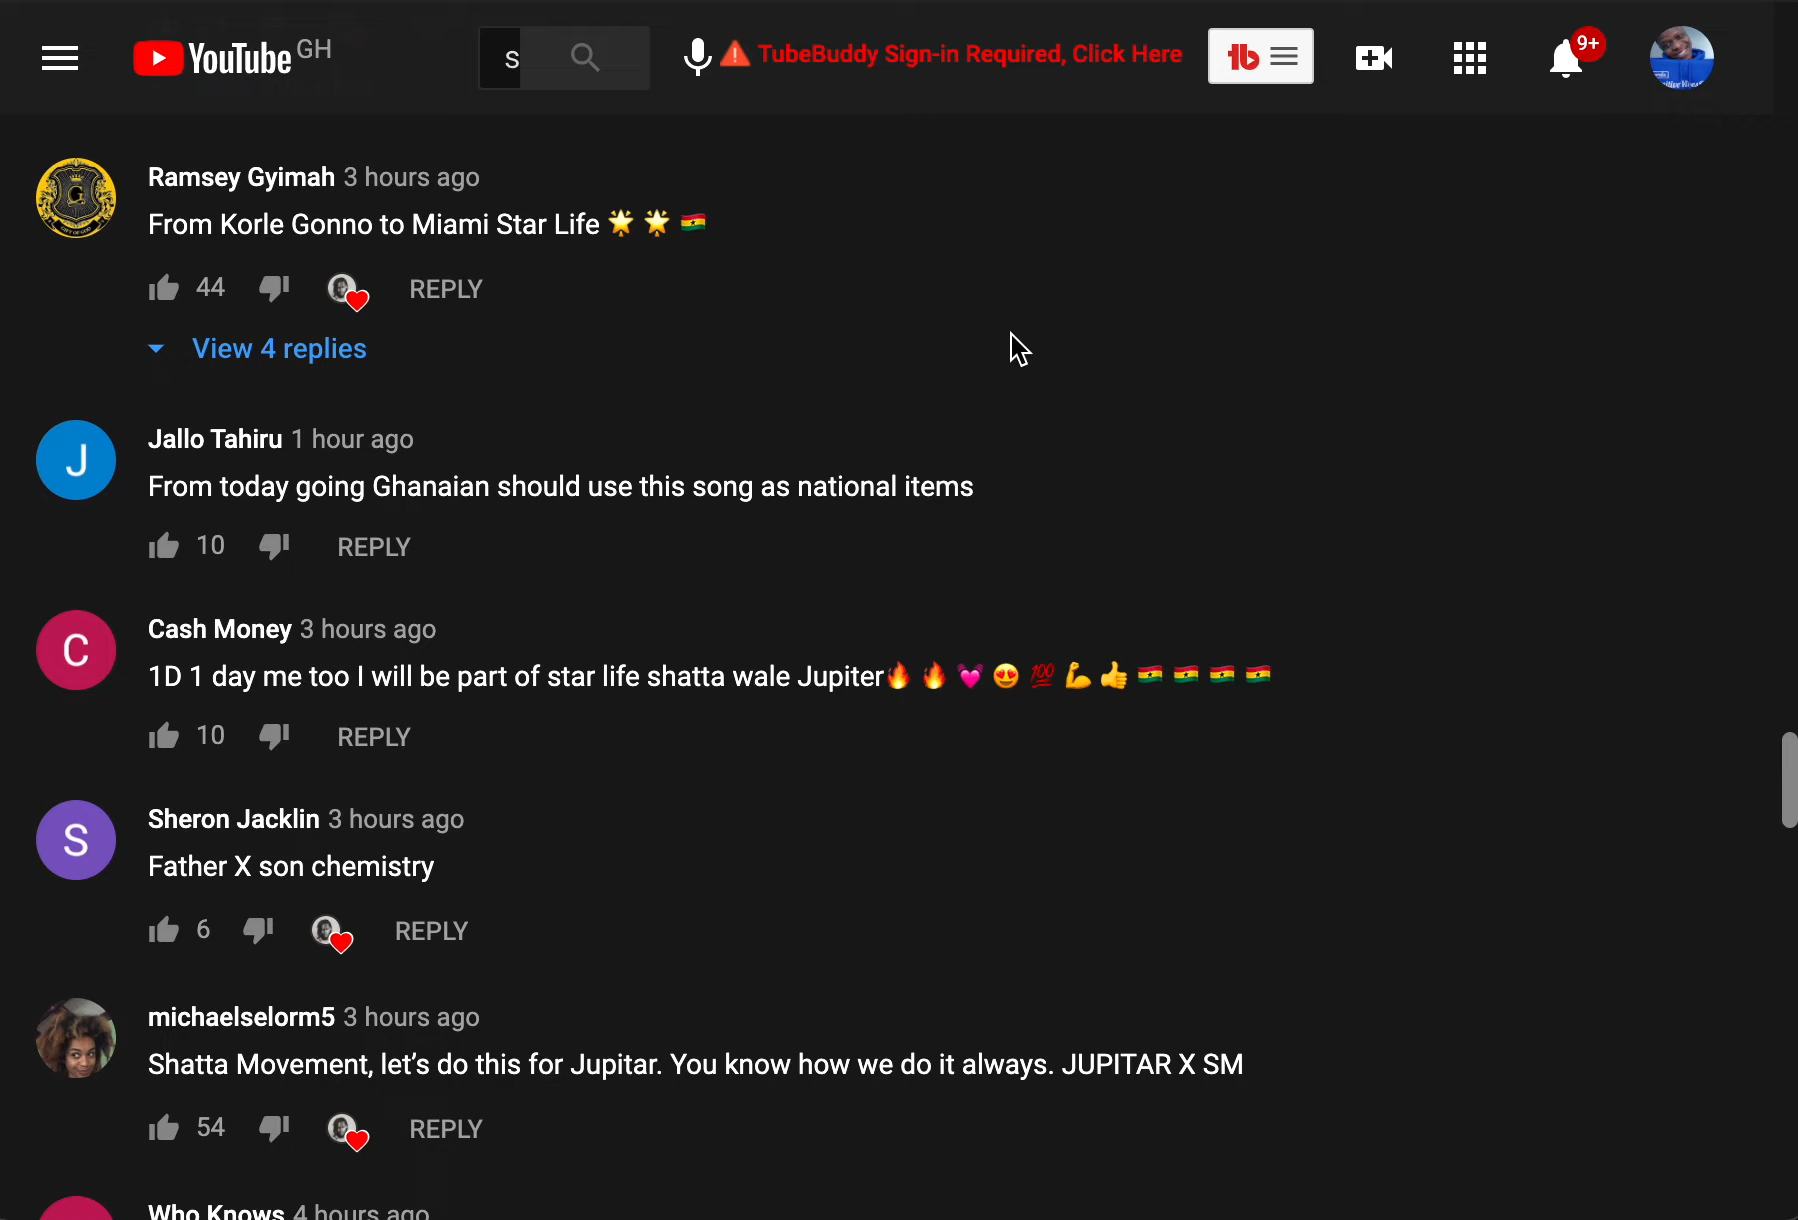 YouTube GH
s
TubeBuddy Sign-in Required, Click Here
tb
9+
Ramsey Gyimah 3 hours ago
From Korle Gonno to Miami Star Life 🌟 🌟 🇬🇭
44 REPLY
View 4 replies
J
Jallo Tahiru 1 hour ago
From today going Ghanaian should use this song as national items
10 REPLY
C
Cash Money 3 hours ago
1D 1 day me too I will be part of star life shatta wale Jupiter🔥 🔥 💓 😍 💯 💪 👍 🇬🇭 🇬🇭 🇬🇭 🇬🇭
10 REPLY
S
Sheron Jacklin 3 hours ago
Father X son chemistry
6 REPLY
michaelselorm5 3 hours ago
Shatta Movement, let’s do this for Jupitar. You know how we do it always. JUPITAR X SM
54 REPLY
Who Knows 4 hours ago